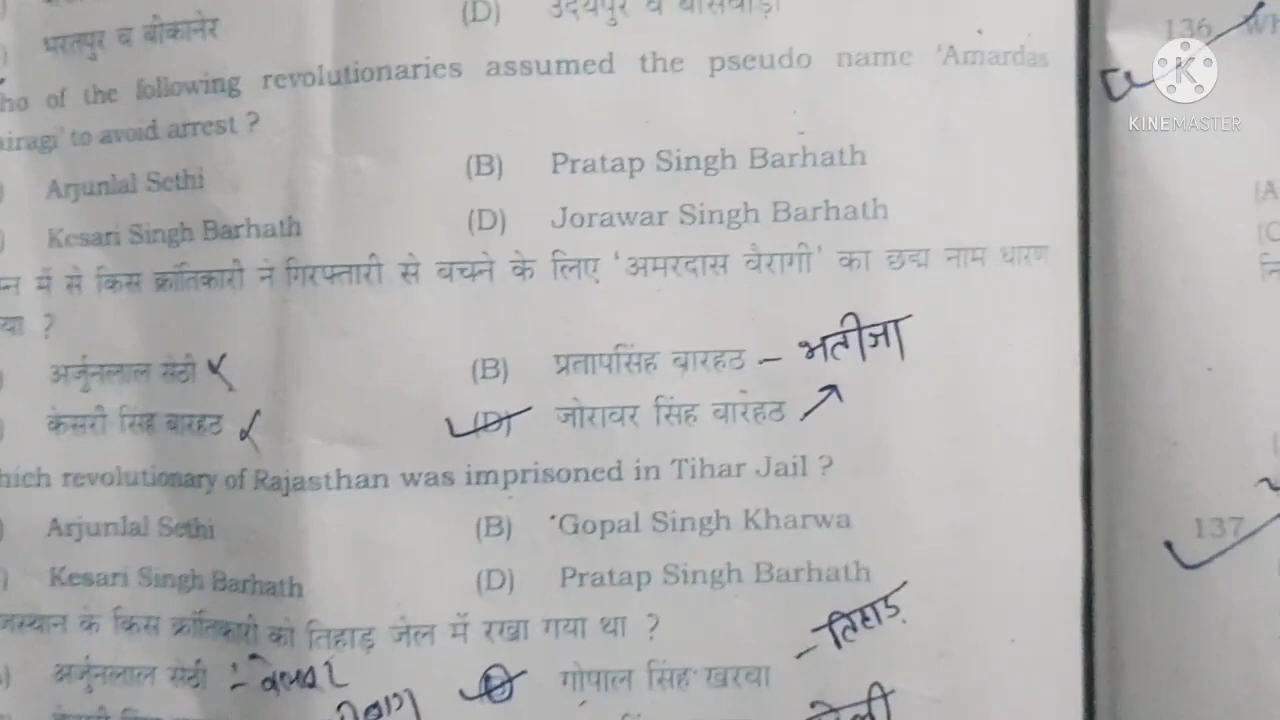 भरतपुर व बीकानेर (D) उदयपुर व बांसवाड़ा
ho of the following revolutionaries assumed the pseudo name 'Amardas
iragi' to avoid arrest ?
Arjunlal Sethi (B) Pratap Singh Barhath
Kesari Singh Barhath (D) Jorawar Singh Barhath
म्न में से किस क्रांतिकारी ने गिरफ्तारी से बचने के लिए 'अमरदास वैरागी' का छद्म नाम धारण
या ?
अर्जुनलाल सेठी (B) प्रतापसिंह बारहठ – भतीजा
केसरी सिंह बारहठ (D) जोरावर सिंह बारहठ
hich revolutionary of Rajasthan was imprisoned in Tihar Jail ?
Arjunlal Sethi (B) Gopal Singh Kharwa
Kesari Singh Barhath (D) Pratap Singh Barhath
जस्थान के किस क्रांतिकारी को तिहाड़ जेल में रखा गया था ?
– तिहाड़
अर्जुनलाल सेठी गोपाल सिंह खरवा
136 Wh
K
KINEMASTER
(A
(C
नि
137